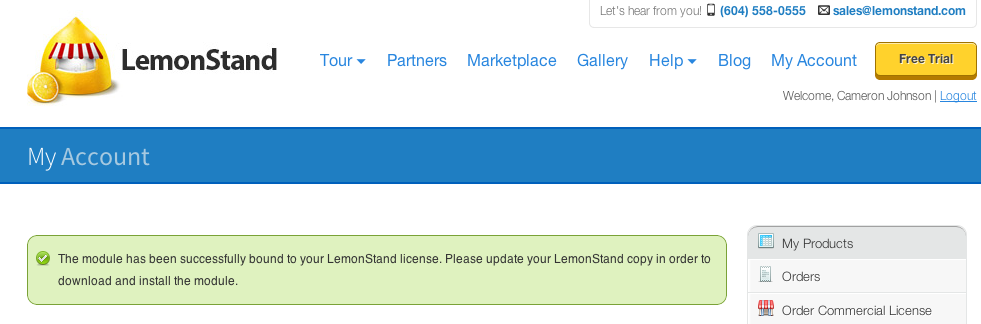 Let's hear from you! (604) 558-0555 sales@lemonstand.com
LemonStand
Tour Partners Marketplace Gallery Help Blog My Account Free Trial
Welcome, Cameron Johnson | Logout
My Account
The module has been successfully bound to your LemonStand license. Please update your LemonStand copy in order to
download and install the module.
My Products
Orders
Order Commercial License